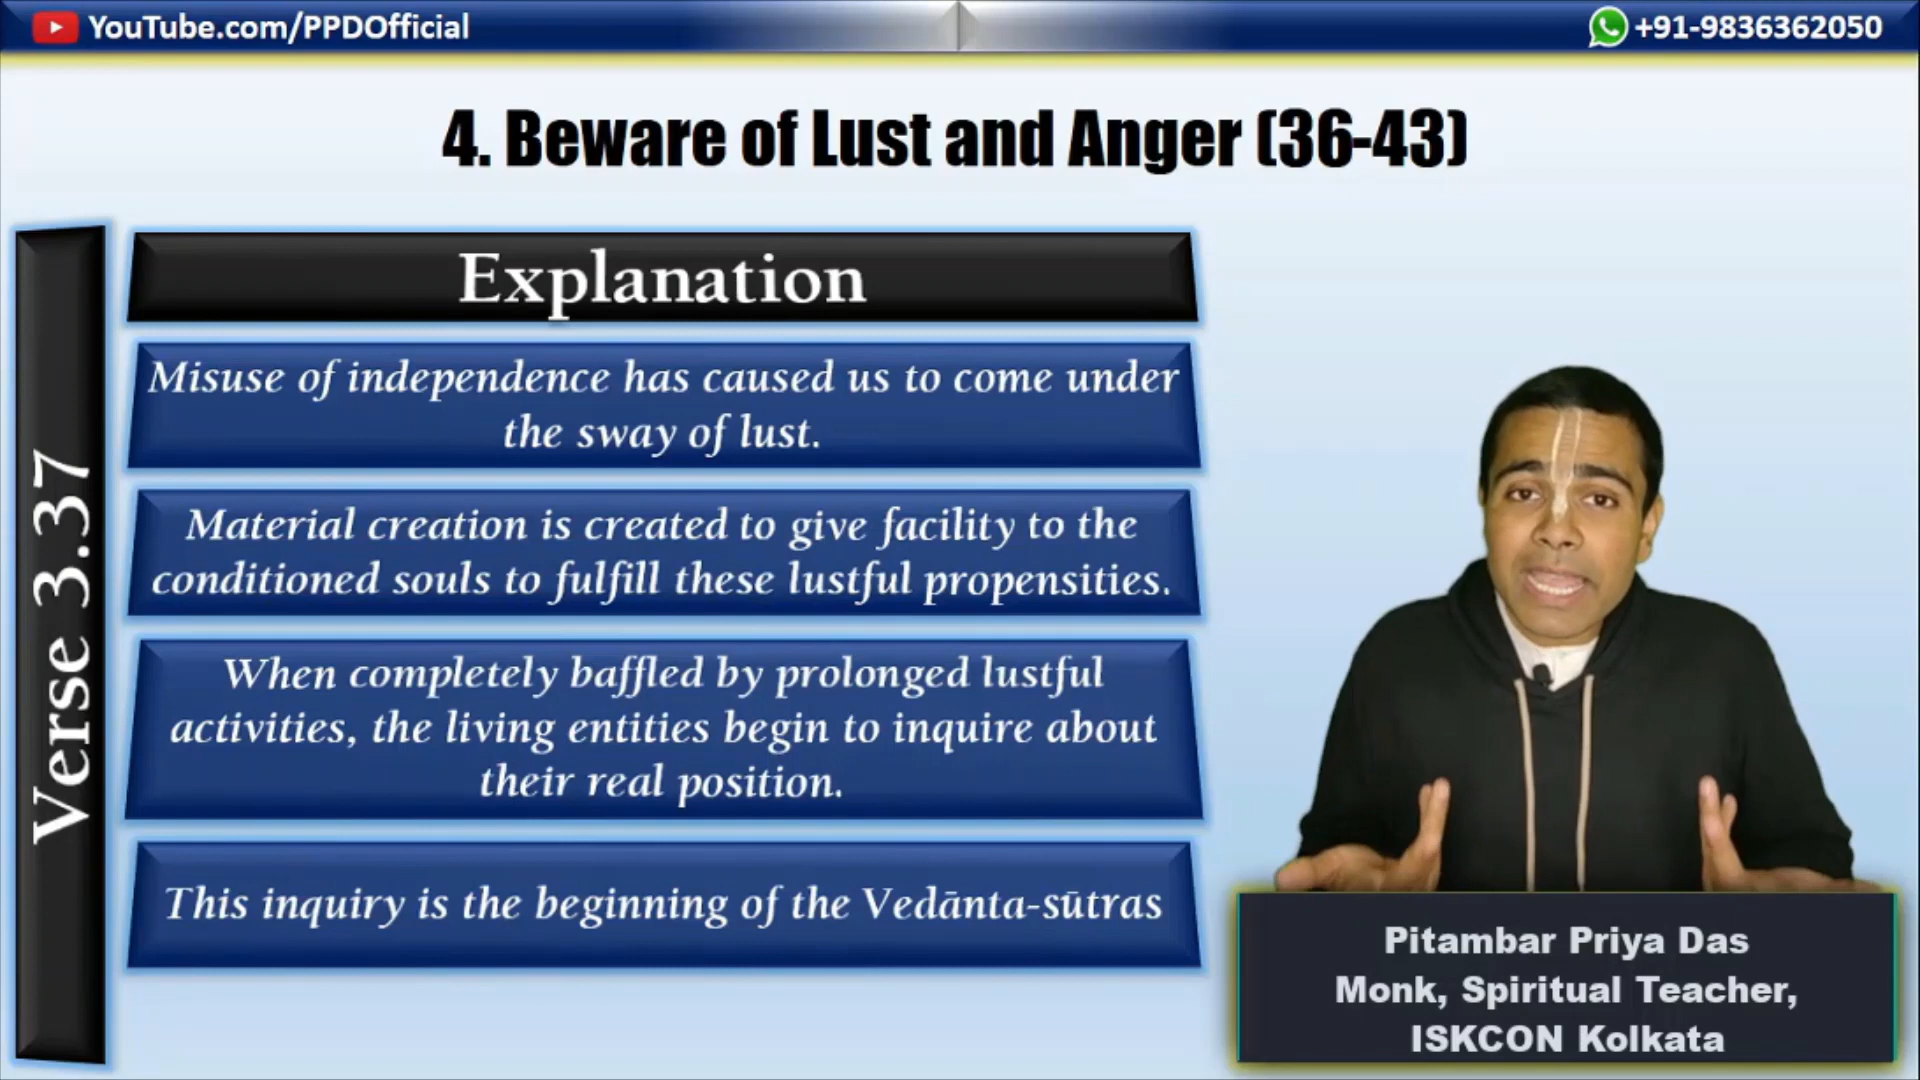 YouTube.com/PPDOfficial
+91-9836362050
4. Beware of Lust and Anger (36-43)
Verse 3.37
Explanation
Misuse of independence has caused us to come under
the sway of lust.
Material creation is created to give facility to the
conditioned souls to fulfill these lustful propensities.
When completely baffled by prolonged lustful
activities, the living entities begin to inquire about
their real position.
This inquiry is the beginning of the Vedānta-sūtras
Pitambar Priya Das
Monk, Spiritual Teacher,
ISKCON Kolkata